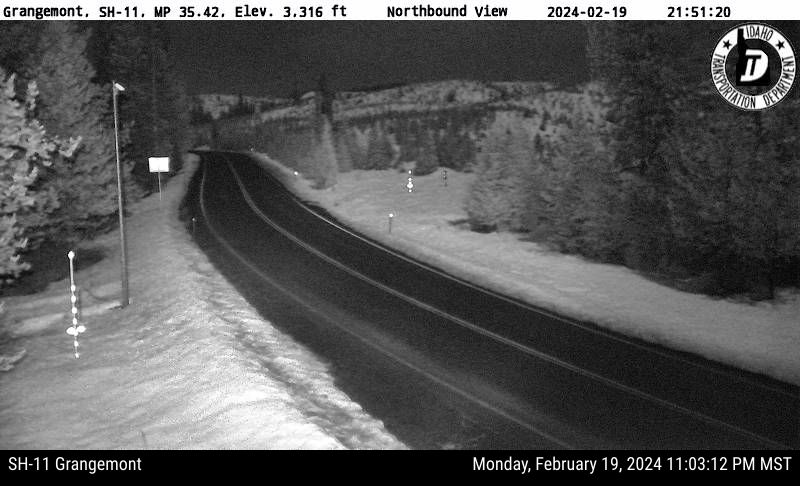 Grangemont, SH-11, MP 35.42, Elev. 3,316 ft Northbound View 2024-02-19 21:51:20
IDAHO
TRANSPORTATION DEPARTMENT
SH-11 Grangemont
Monday, February 19, 2024 11:03:12 PM MST